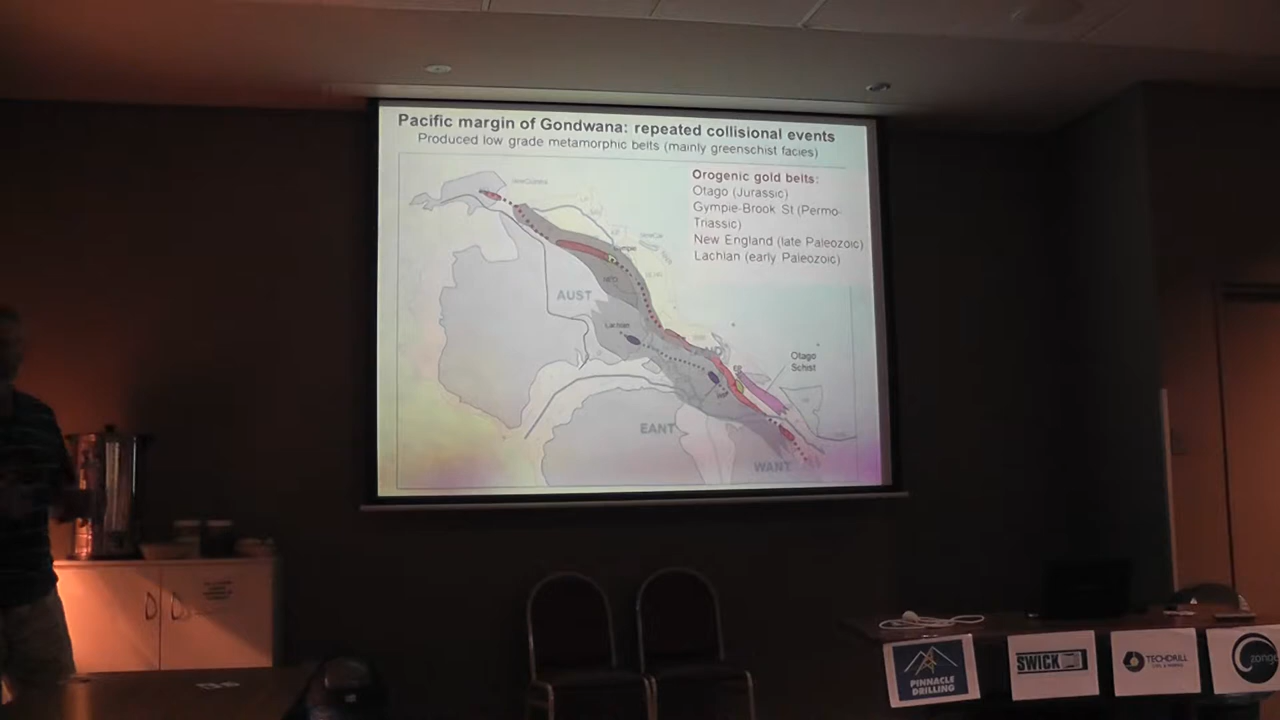 Pacific margin of Gondwana: repeated collisional events
Produced low grade metamorphic belts (mainly greenschist facies)
Orogenic gold belts:
Otago (Jurassic)
Gympie-Brook St (Permo-
Triassic)
New England (late Paleozoic)
Lachlan (early Paleozoic)
Gympie
AUST
Lachlan
Otago
Schist
EANT
WANT
PINNACLE
DRILLING
SWICK
TECHDRILL